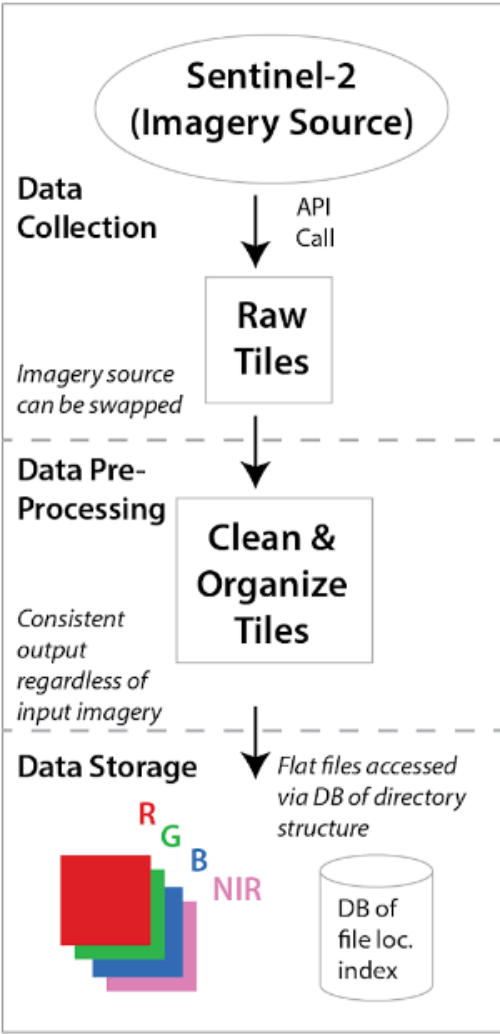 Sentinel-2
(Imagery Source)
Data
Collection
API
Call
Raw
Tiles
Imagery source
can be swapped
Data Pre-
Processing
Clean &
Organize
Tiles
Consistent
output
regardless of
input imagery
Data Storage
Flat files accessed
via DB of directory
structure
R
G
B
NIR
DB of
file loc.
index